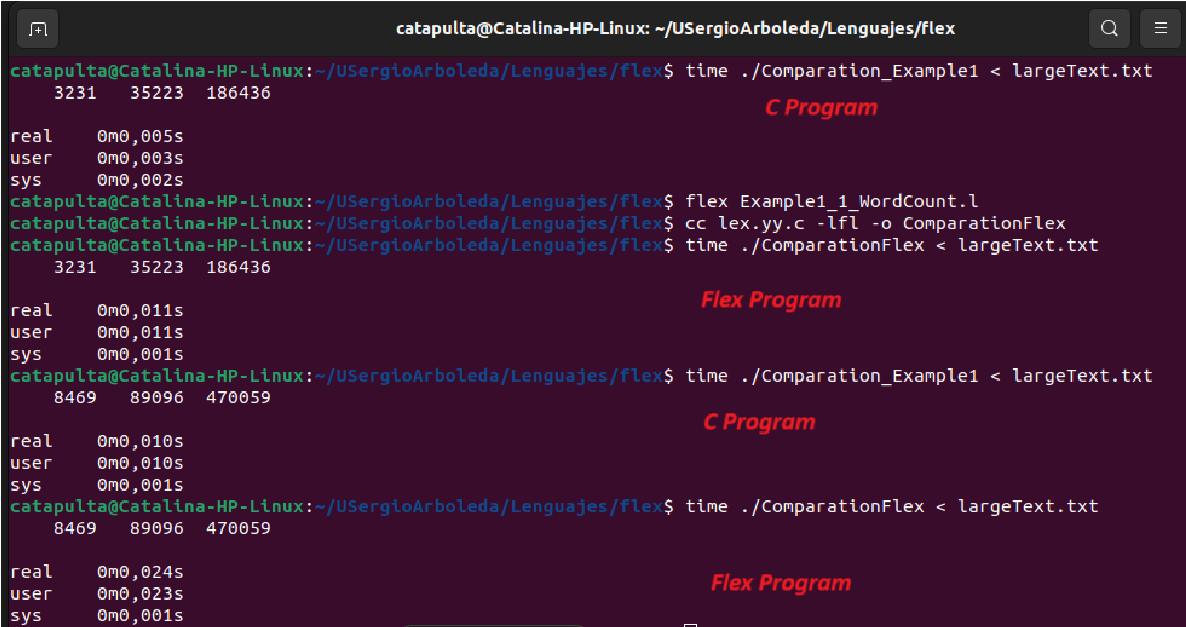 catapulta@Catalina-HP-Linux: ~/USergioArboleda/Lenguajes/flex
catapulta@Catalina-HP-Linux:~/USergioArboleda/Lenguajes/flex$ time ./Comparation_Example1 < largeText.txt
3231 35223 186436
C Program
real 0m0,005s
user 0m0,003s
sys 0m0,002s
catapulta@Catalina-HP-Linux:~/USergioArboleda/Lenguajes/flex$ flex Example1_1_WordCount.l
catapulta@Catalina-HP-Linux:~/USergioArboleda/Lenguajes/flex$ cc lex.yy.c -lfl -o ComparationFlex
catapulta@Catalina-HP-Linux:~/USergioArboleda/Lenguajes/flex$ time ./ComparationFlex < largeText.txt
3231 35223 186436
Flex Program
real 0m0,011s
user 0m0,011s
sys 0m0,001s
catapulta@Catalina-HP-Linux:~/USergioArboleda/Lenguajes/flex$ time ./Comparation_Example1 < largeText.txt
8469 89096 470059
C Program
real 0m0,010s
user 0m0,010s
sys 0m0,001s
catapulta@Catalina-HP-Linux:~/USergioArboleda/Lenguajes/flex$ time ./ComparationFlex < largeText.txt
8469 89096 470059
real 0m0,024s
Flex Program
user 0m0,023s
sys 0m0,001s